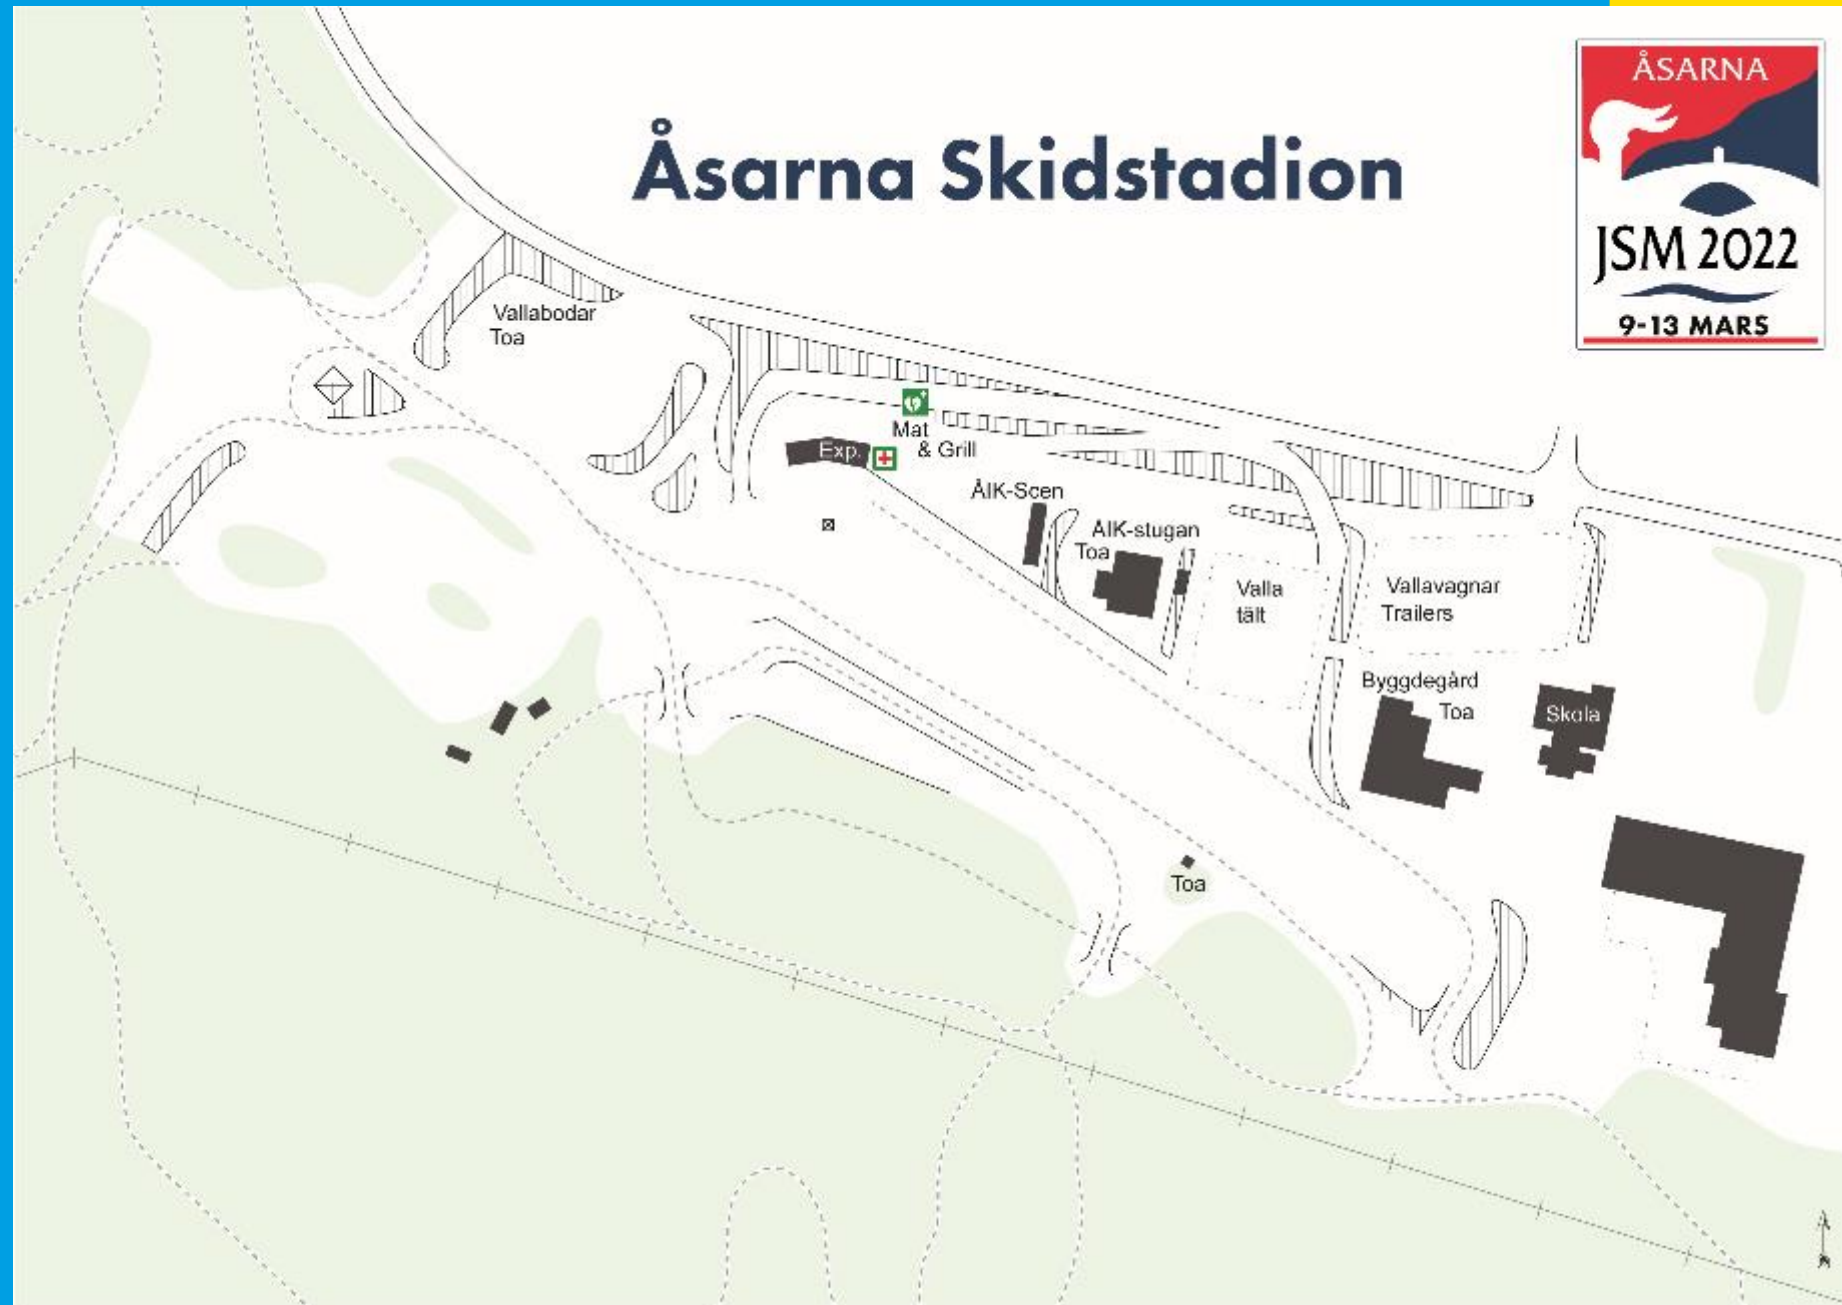 ÅSARNA
Åsarna Skidstadion
JSM 2022
9-13 MARS
Vallabodar
Toa
Mat
& Grill
Exp.
ÅIK-Scen
ÅIK-stugan
Toa
Valla
tält
Vallavagnar
Trailers
Byggdegård
Toa
Skola
Toa